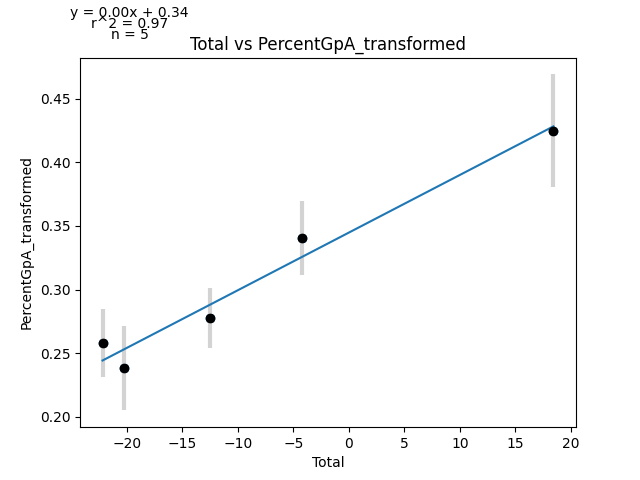 y = 0.00x + 0.34
r^2 = 0.97
n = 5
Total vs PercentGpA_transformed
PercentGpA_transformed
0.45
0.40
0.35
0.30
0.25
0.20
−20 −15 −10 −5 0 5 10 15 20
Total